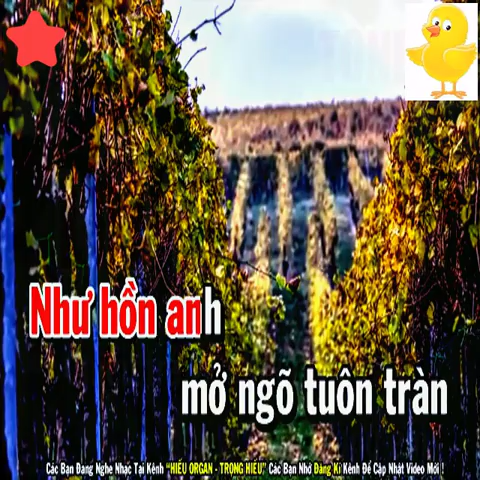 Như hồn anh
mở ngõ tuôn tràn
Các Bạn Đang Nghe Nhạc Tại Kênh "HIẾU ORGAN - TRỌNG HIẾU" Các Bạn Nhớ Đăng Kí Kênh Để Cập Nhật Video Mới !